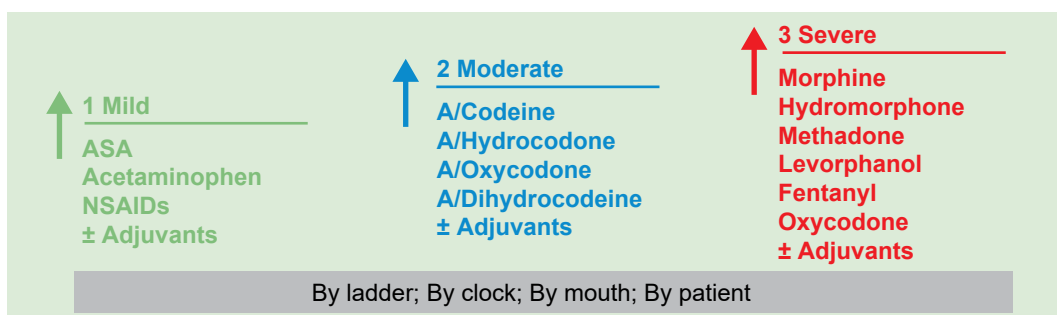 1 Mild
ASA
Acetaminophen
NSAIDs
± Adjuvants
2 Moderate
A/Codeine
A/Hydrocodone
A/Oxycodone
A/Dihydrocodeine
± Adjuvants
3 Severe
Morphine
Hydromorphone
Methadone
Levorphanol
Fentanyl
Oxycodone
± Adjuvants
By ladder; By clock; By mouth; By patient